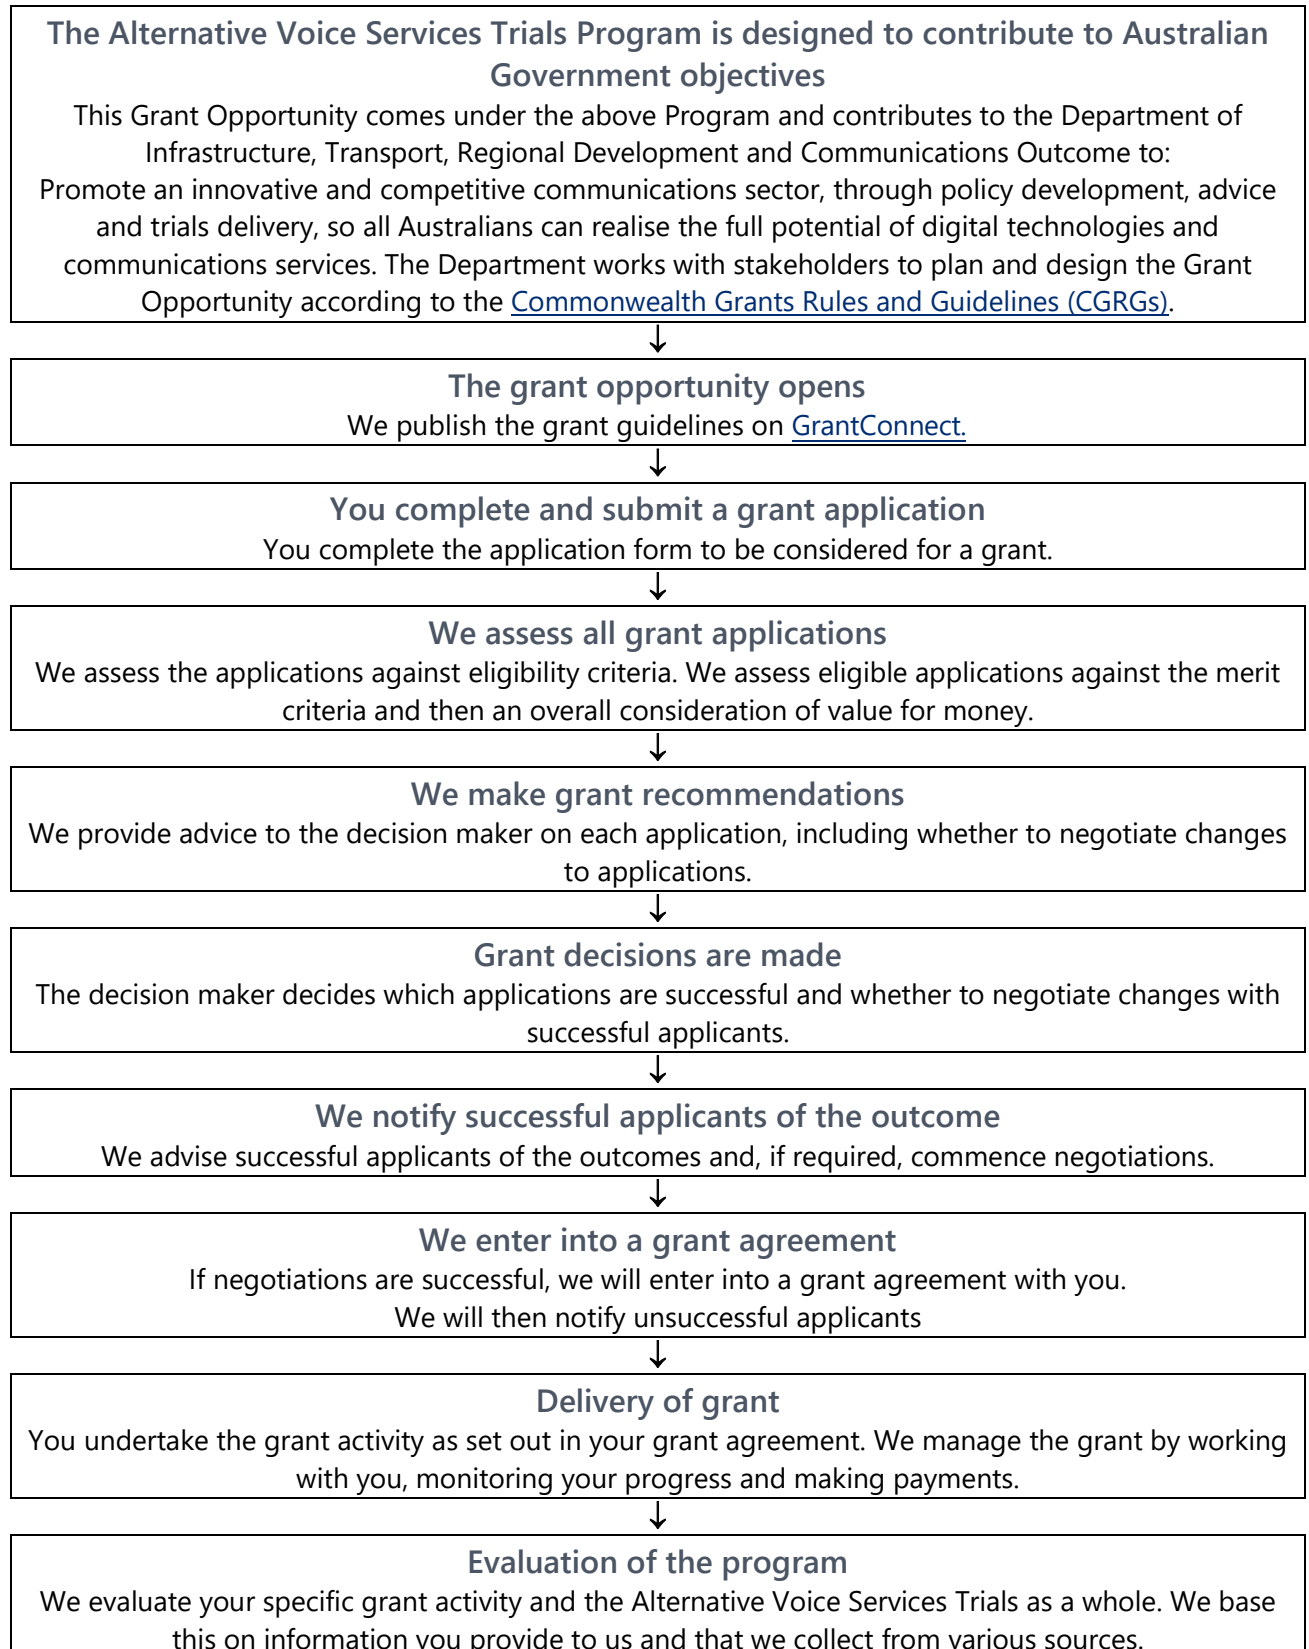 The Alternative Voice Services Trials Program is designed to contribute to Australian
Government objectives
This Grant Opportunity comes under the above Program and contributes to the Department of
Infrastructure, Transport, Regional Development and Communications Outcome to:
Promote an innovative and competitive communications sector, through policy development, advice
and trials delivery, so all Australians can realise the full potential of digital technologies and
communications services. The Department works with stakeholders to plan and design the Grant
Opportunity according to the Commonwealth Grants Rules and Guidelines (CGRGs).
↓
The grant opportunity opens
We publish the grant guidelines on GrantConnect.
↓
You complete and submit a grant application
You complete the application form to be considered for a grant.
↓
We assess all grant applications
We assess the applications against eligibility criteria. We assess eligible applications against the merit
criteria and then an overall consideration of value for money.
↓
We make grant recommendations
We provide advice to the decision maker on each application, including whether to negotiate changes
to applications.
↓
Grant decisions are made
The decision maker decides which applications are successful and whether to negotiate changes with
successful applicants.
↓
We notify successful applicants of the outcome
We advise successful applicants of the outcomes and, if required, commence negotiations.
↓
We enter into a grant agreement
If negotiations are successful, we will enter into a grant agreement with you.
We will then notify unsuccessful applicants
↓
Delivery of grant
You undertake the grant activity as set out in your grant agreement. We manage the grant by working
with you, monitoring your progress and making payments.
↓
Evaluation of the program
We evaluate your specific grant activity and the Alternative Voice Services Trials as a whole. We base
this on information you provide to us and that we collect from various sources.